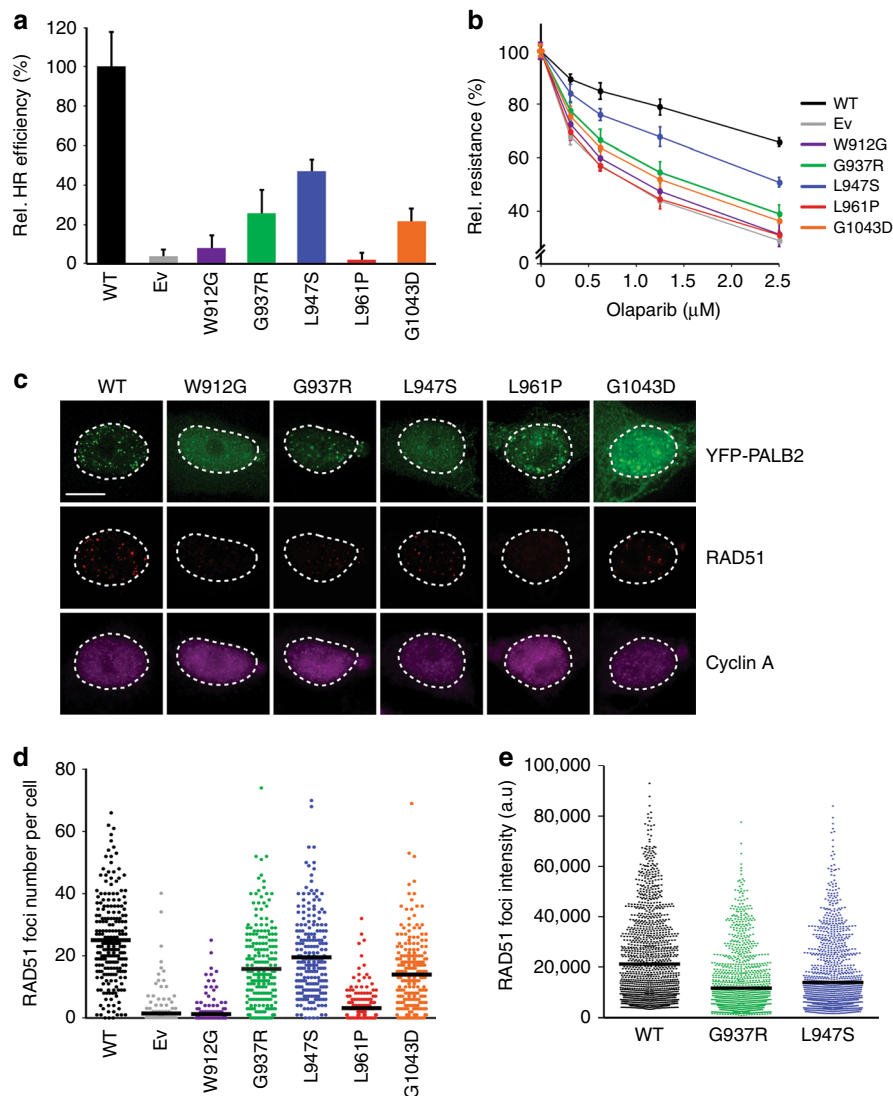 a
Rel. HR efficiency (%)
120
100
80
60
40
20
0
WT
Ev
W912G
G937R
L947S
L961P
G1043D
b
Rel. resistance (%)
100
80
60
40
0
0
0.5
1.0
1.5
2.0
2.5
Olaparib (μM)
WT
Ev
W912G
G937R
L947S
L961P
G1043D
c
WT W912G G937R L947S L961P G1043D
YFP-PALB2
RAD51
Cyclin A
d
RAD51 foci number per cell
80
60
40
20
0
WT
Ev
W912G
G937R
L947S
L961P
G1043D
e
RAD51 foci intensity (a.u)
100,000
80,000
60,000
40,000
20,000
0
WT G937R L947S